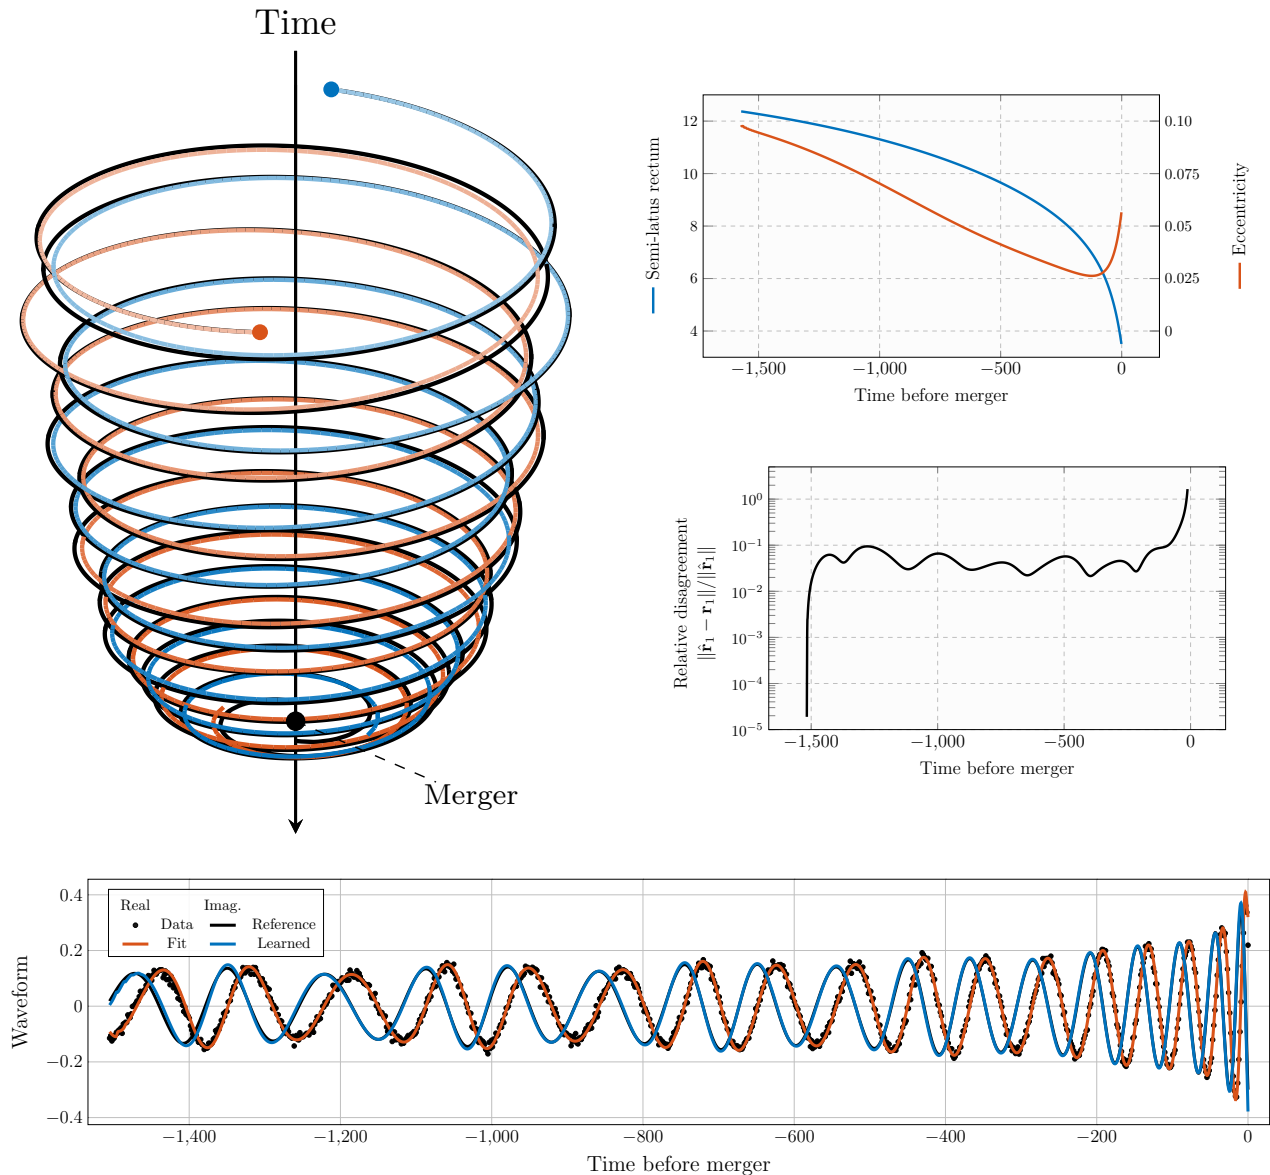 Time
Merger
12
10
8
6
4
0.10
0.075
0.05
0.025
0
−1,500
−1,000
−500
0
Semi-latus rectum
Eccentricity
Time before merger
10⁰
10⁻¹
10⁻²
10⁻³
10⁻⁴
10⁻⁵
−1,500
−1,000
−500
0
Relative disagreement
‖r̂₁ − r₁‖/‖r̂₁‖
Time before merger
0.4
0.2
0
−0.2
−0.4
Waveform
Real Imag.
Data Reference
Fit Learned
−1,400
−1,200
−1,000
−800
−600
−400
−200
0
Time before merger